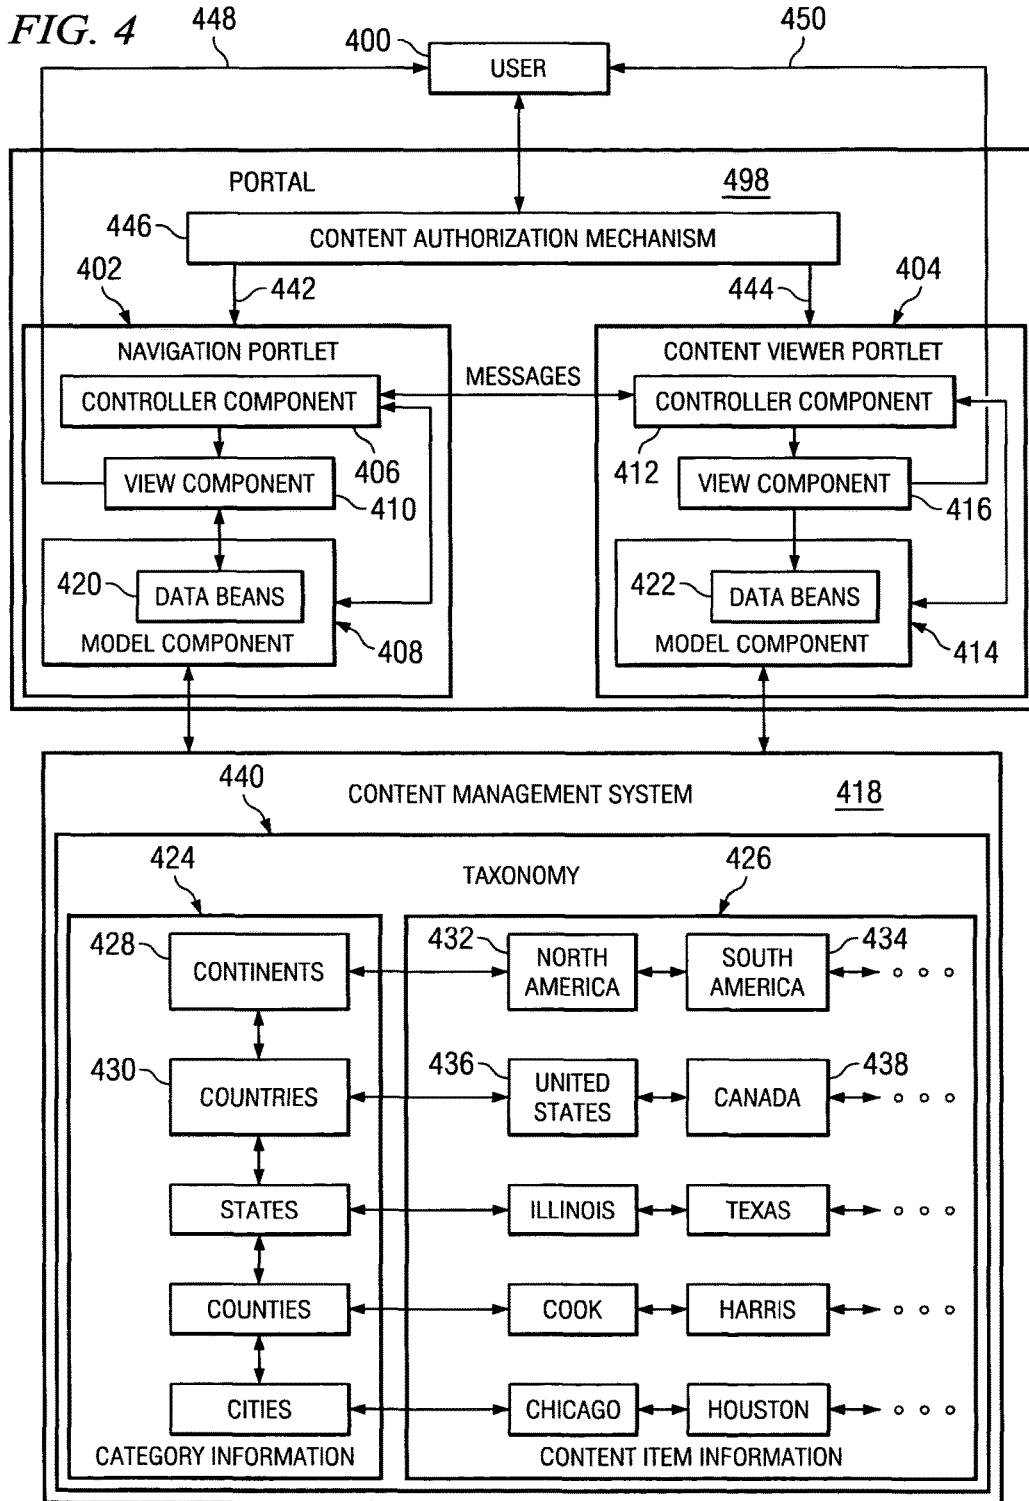 FIG. 4
448
400
450
USER
PORTAL
498
446
CONTENT AUTHORIZATION MECHANISM
402
442
444
404
NAVIGATION PORTLET
CONTENT VIEWER PORTLET
MESSAGES
CONTROLLER COMPONENT
CONTROLLER COMPONENT
406
412
VIEW COMPONENT
VIEW COMPONENT
410
416
420
DATA BEANS
422
DATA BEANS
MODEL COMPONENT
408
MODEL COMPONENT
414
440
CONTENT MANAGEMENT SYSTEM
418
424
TAXONOMY
426
428
CONTINENTS
432
NORTH
AMERICA
SOUTH
AMERICA
434
430
COUNTRIES
436
UNITED
STATES
CANADA
438
STATES
ILLINOIS
TEXAS
COUNTIES
COOK
HARRIS
CITIES
CHICAGO
HOUSTON
CATEGORY INFORMATION
CONTENT ITEM INFORMATION